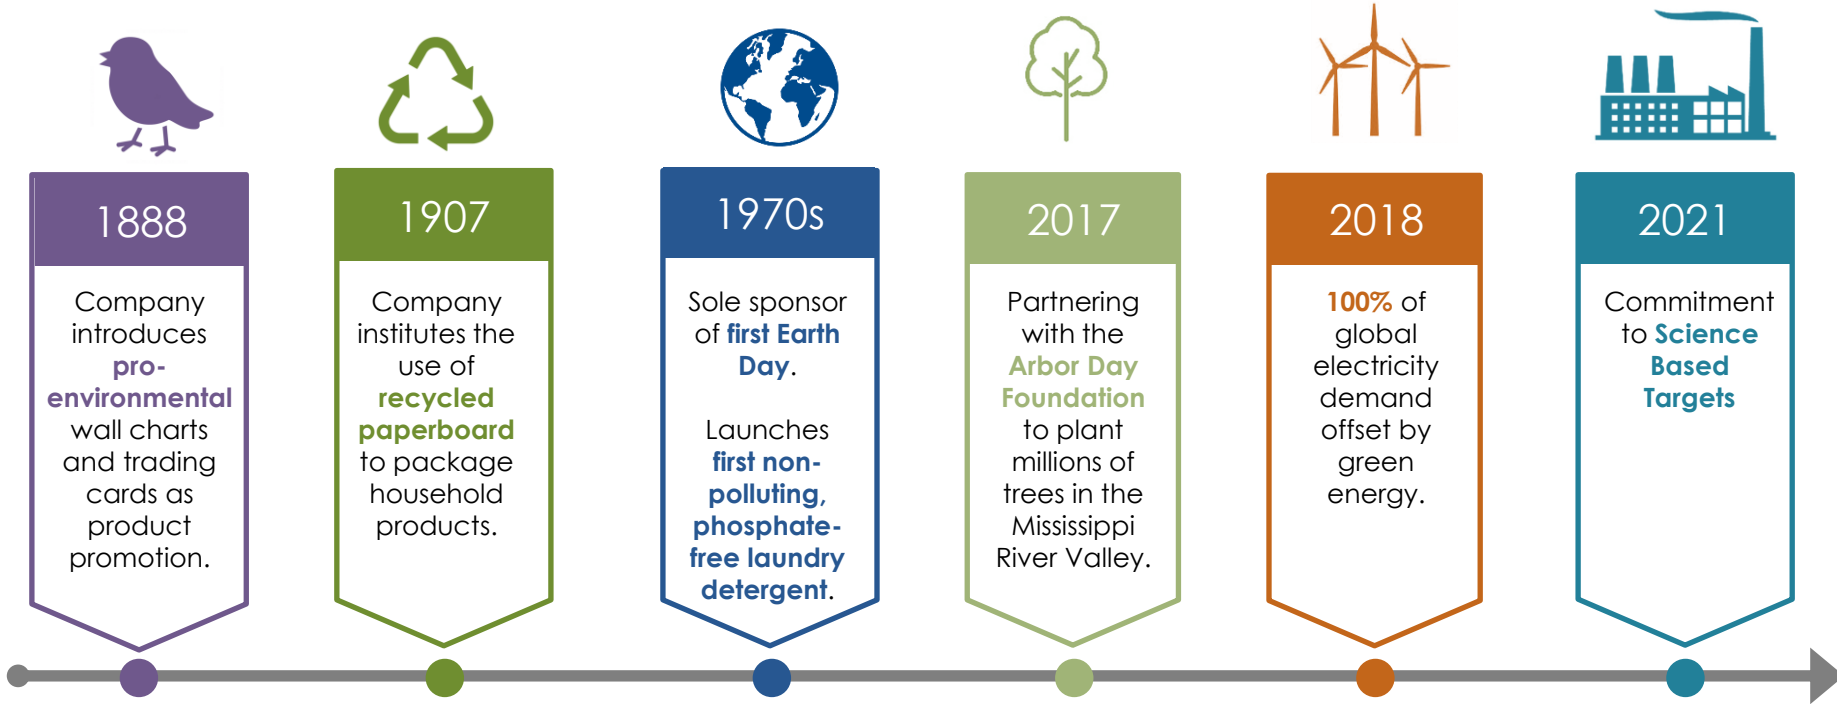 1888
Company
introduces
pro-
environmental
wall charts
and trading
cards as
product
promotion.
1907
Company
institutes the
use of
recycled
paperboard
to package
household
products.
1970s
Sole sponsor
of first Earth
Day.
Launches
first non-
polluting,
phosphate-
free laundry
detergent.
2017
Partnering
with the
Arbor Day
Foundation
to plant
millions of
trees in the
Mississippi
River Valley.
2018
100% of
global
electricity
demand
offset by
green
energy.
2021
Commitment
to Science
Based
Targets